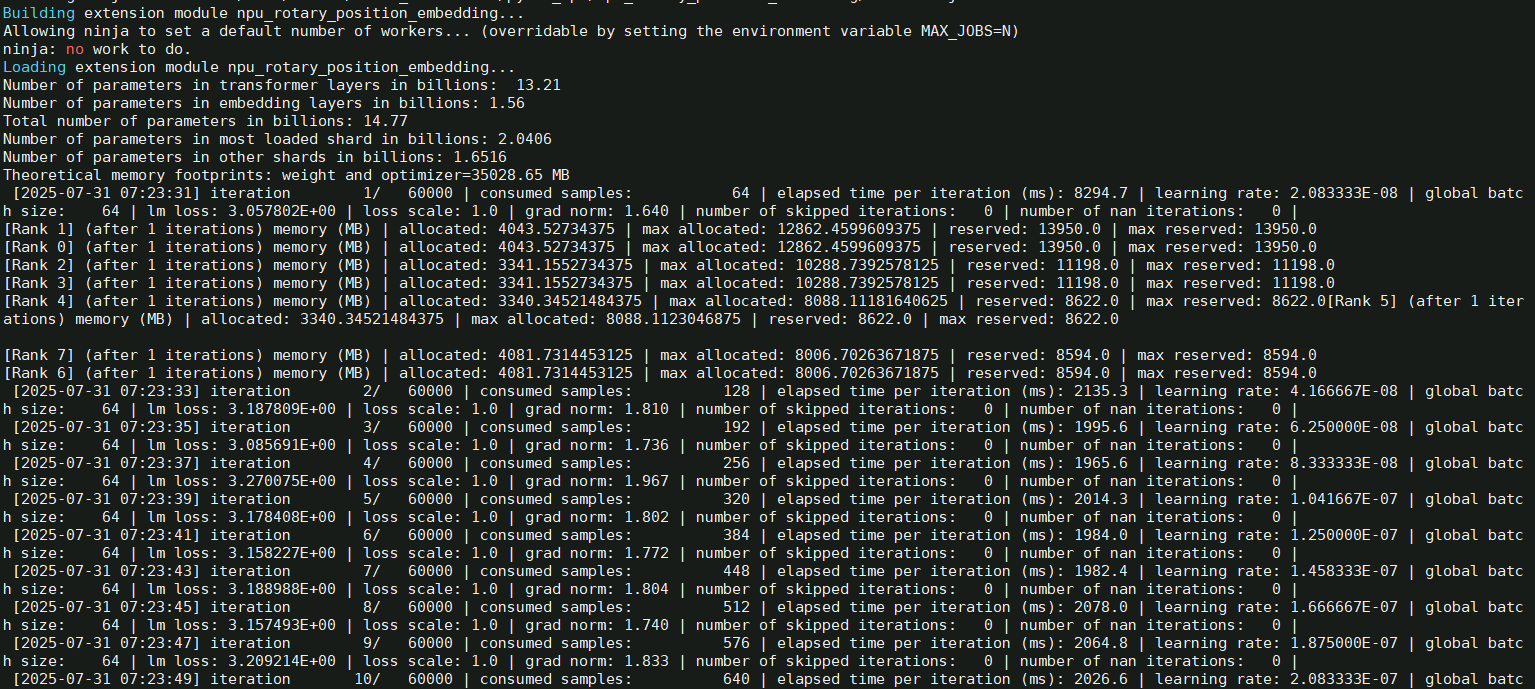 Building extension module npu_rotary_position_embedding...
Allowing ninja to set a default number of workers... (overridable by setting the environment variable MAX_JOBS=N)
ninja: no work to do.
Loading extension module npu_rotary_position_embedding...
Number of parameters in transformer layers in billions:  13.21
Number of parameters in embedding layers in billions: 1.56
Total number of parameters in billions: 14.77
Number of parameters in most loaded shard in billions: 2.0406
Number of parameters in other shards in billions: 1.6516
Theoretical memory footprints: weight and optimizer=35028.65 MB
 [2025-07-31 07:23:31] iteration        1/   60000 | consumed samples:           64 | elapsed time per iteration (ms): 8294.7 | learning rate: 2.083333E-08 | global batc
h size:    64 | lm loss: 3.057802E+00 | loss scale: 1.0 | grad norm: 1.640 | number of skipped iterations:   0 | number of nan iterations:   0 |
[Rank 1] (after 1 iterations) memory (MB) | allocated: 4043.52734375 | max allocated: 12862.4599609375 | reserved: 13950.0 | max reserved: 13950.0
[Rank 0] (after 1 iterations) memory (MB) | allocated: 4043.52734375 | max allocated: 12862.4599609375 | reserved: 13950.0 | max reserved: 13950.0
[Rank 2] (after 1 iterations) memory (MB) | allocated: 3341.1552734375 | max allocated: 10288.7392578125 | reserved: 11198.0 | max reserved: 11198.0
[Rank 3] (after 1 iterations) memory (MB) | allocated: 3341.1552734375 | max allocated: 10288.7392578125 | reserved: 11198.0 | max reserved: 11198.0
[Rank 4] (after 1 iterations) memory (MB) | allocated: 3340.34521484375 | max allocated: 8088.11181640625 | reserved: 8622.0 | max reserved: 8622.0[Rank 5] (after 1 iter
ations) memory (MB) | allocated: 3340.34521484375 | max allocated: 8088.1123046875 | reserved: 8622.0 | max reserved: 8622.0
[Rank 7] (after 1 iterations) memory (MB) | allocated: 4081.7314453125 | max allocated: 8006.70263671875 | reserved: 8594.0 | max reserved: 8594.0
[Rank 6] (after 1 iterations) memory (MB) | allocated: 4081.7314453125 | max allocated: 8006.70263671875 | reserved: 8594.0 | max reserved: 8594.0
 [2025-07-31 07:23:33] iteration        2/   60000 | consumed samples:          128 | elapsed time per iteration (ms): 2135.3 | learning rate: 4.166667E-08 | global batc
h size:    64 | lm loss: 3.187809E+00 | loss scale: 1.0 | grad norm: 1.810 | number of skipped iterations:   0 | number of nan iterations:   0 |
 [2025-07-31 07:23:35] iteration        3/   60000 | consumed samples:          192 | elapsed time per iteration (ms): 1995.6 | learning rate: 6.250000E-08 | global batc
h size:    64 | lm loss: 3.085691E+00 | loss scale: 1.0 | grad norm: 1.736 | number of skipped iterations:   0 | number of nan iterations:   0 |
 [2025-07-31 07:23:37] iteration        4/   60000 | consumed samples:          256 | elapsed time per iteration (ms): 1965.6 | learning rate: 8.333333E-08 | global batc
h size:    64 | lm loss: 3.270075E+00 | loss scale: 1.0 | grad norm: 1.967 | number of skipped iterations:   0 | number of nan iterations:   0 |
 [2025-07-31 07:23:39] iteration        5/   60000 | consumed samples:          320 | elapsed time per iteration (ms): 2014.3 | learning rate: 1.041667E-07 | global batc
h size:    64 | lm loss: 3.178408E+00 | loss scale: 1.0 | grad norm: 1.802 | number of skipped iterations:   0 | number of nan iterations:   0 |
 [2025-07-31 07:23:41] iteration        6/   60000 | consumed samples:          384 | elapsed time per iteration (ms): 1984.0 | learning rate: 1.250000E-07 | global batc
h size:    64 | lm loss: 3.158227E+00 | loss scale: 1.0 | grad norm: 1.772 | number of skipped iterations:   0 | number of nan iterations:   0 |
 [2025-07-31 07:23:43] iteration        7/   60000 | consumed samples:          448 | elapsed time per iteration (ms): 1982.4 | learning rate: 1.458333E-07 | global batc
h size:    64 | lm loss: 3.188988E+00 | loss scale: 1.0 | grad norm: 1.804 | number of skipped iterations:   0 | number of nan iterations:   0 |
 [2025-07-31 07:23:45] iteration        8/   60000 | consumed samples:          512 | elapsed time per iteration (ms): 2078.0 | learning rate: 1.666667E-07 | global batc
h size:    64 | lm loss: 3.157493E+00 | loss scale: 1.0 | grad norm: 1.740 | number of skipped iterations:   0 | number of nan iterations:   0 |
 [2025-07-31 07:23:47] iteration        9/   60000 | consumed samples:          576 | elapsed time per iteration (ms): 2064.8 | learning rate: 1.875000E-07 | global batc
h size:    64 | lm loss: 3.209214E+00 | loss scale: 1.0 | grad norm: 1.833 | number of skipped iterations:   0 | number of nan iterations:   0 |
 [2025-07-31 07:23:49] iteration       10/   60000 | consumed samples:          640 | elapsed time per iteration (ms): 2026.6 | learning rate: 2.083333E-07 | global batc